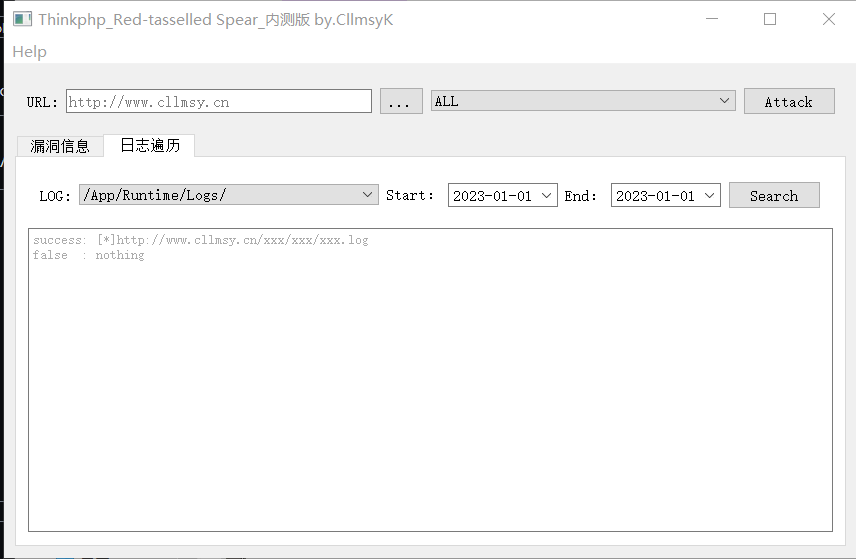 Thinkphp_Red-tasselled Spear_内测版 by.CllmsyK
Help
URL: http://www.cllmsy.cn ... ALL Attack
漏洞信息 日志遍历
LOG: /App/Runtime/Logs/ Start: 2023-01-01 End: 2023-01-01 Search
success: [*]http://www.cllmsy.cn/xxx/xxx/xxx.log
false : nothing